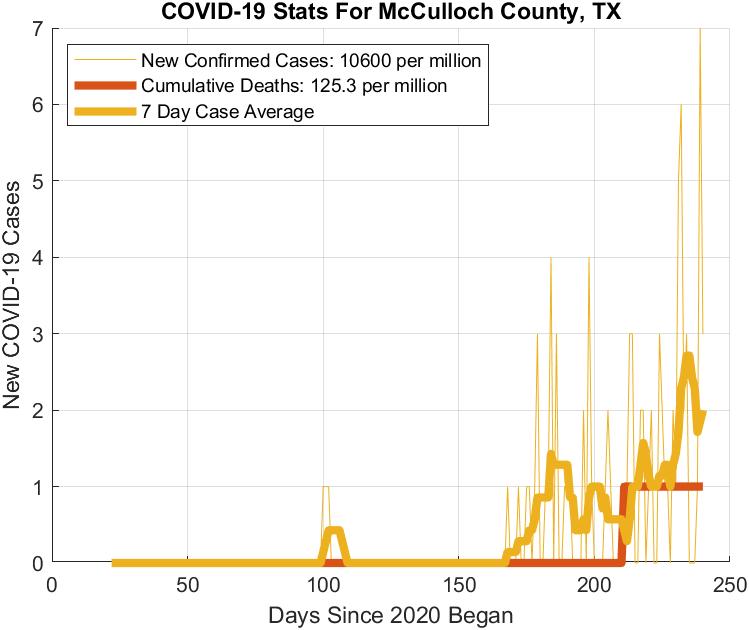 COVID-19 Stats For McCulloch County, TX
New Confirmed Cases: 10600 per million
Cumulative Deaths: 125.3 per million
7 Day Case Average
7
6
5
4
3
2
1
0
New COVID-19 Cases
0 50 100 150 200 250
Days Since 2020 Began